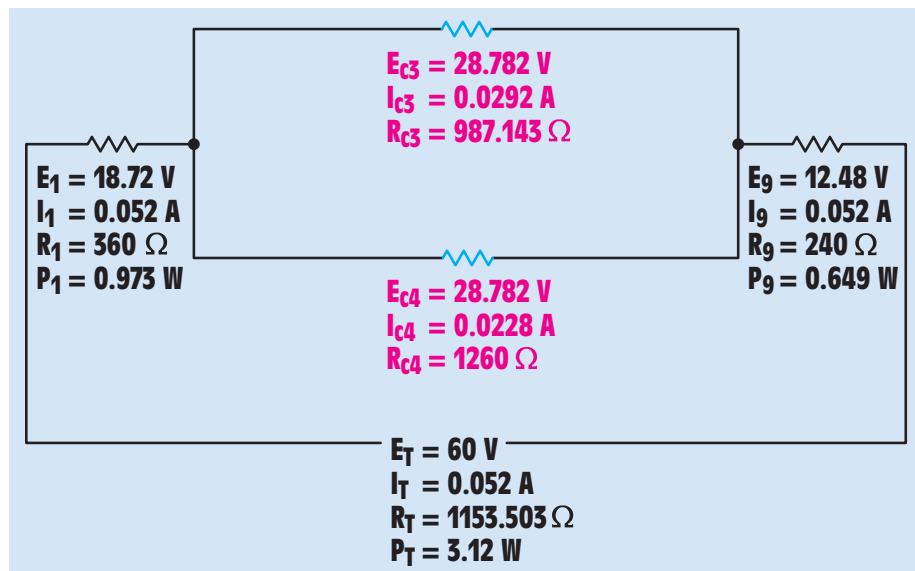 E_C3 = 28.782 V
I_C3 = 0.0292 A
R_C3 = 987.143 Ω
E_1 = 18.72 V
I_1 = 0.052 A
R_1 = 360 Ω
P_1 = 0.973 W
E_9 = 12.48 V
I_9 = 0.052 A
R_9 = 240 Ω
P_9 = 0.649 W
E_C4 = 28.782 V
I_C4 = 0.0228 A
R_C4 = 1260 Ω
E_T = 60 V
I_T = 0.052 A
R_T = 1153.503 Ω
P_T = 3.12 W